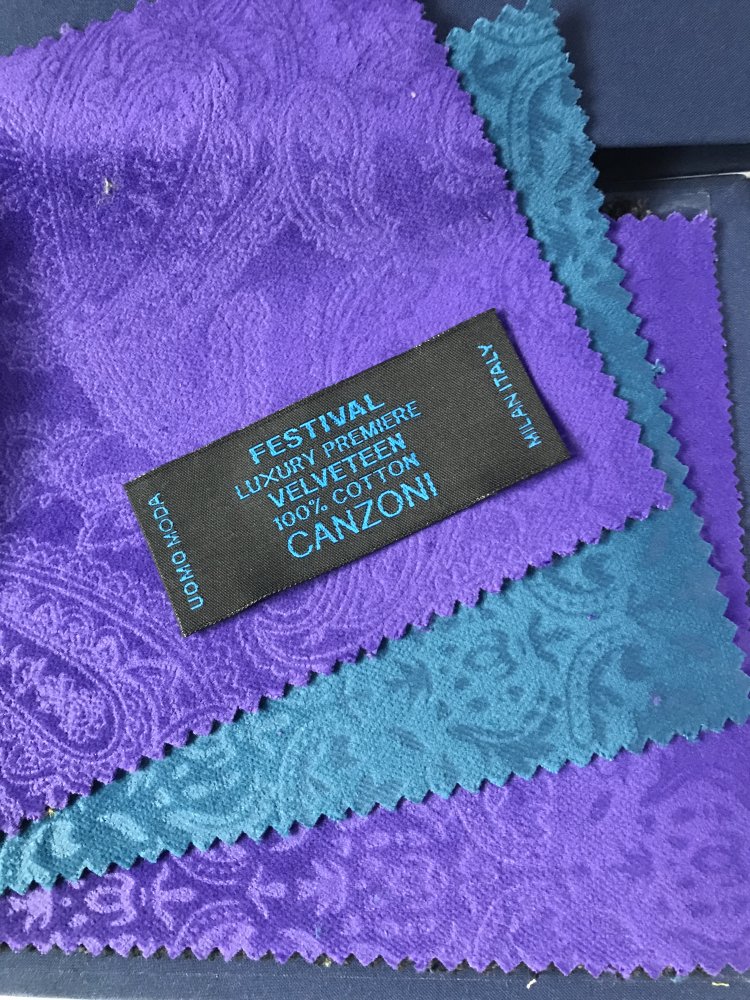 FESTIVAL
LUXURY PREMIERE
VELVETEEN
100% COTTON
CANZONI
UOMO MODA
MILAN ITALY